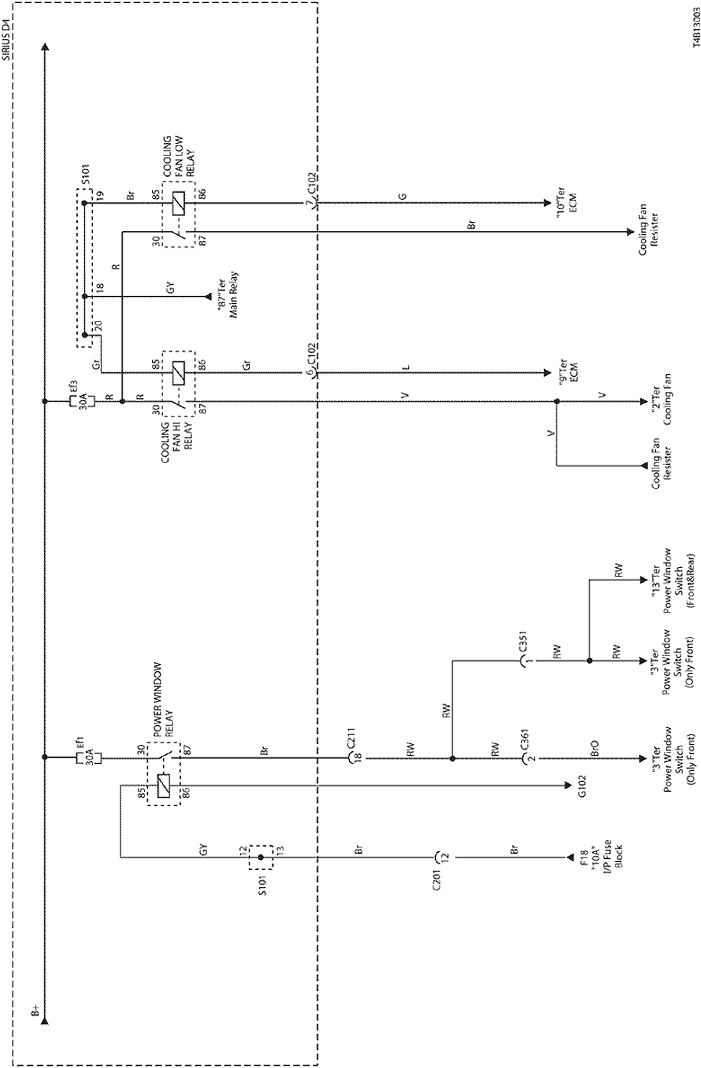 SIRIUS D4
T4B13003
B+
S101
19
18
20
Br
85
86
COOLING
FAN LOW
RELAY
30
87
7
C102
G
"10"Ter
ECM
Br
Cooling Fan
Resister
R
GY
"87"Ter
Main Relay
Gr
85
86
Gr
6
C102
L
"9"Ter
ECM
Ef3
30A
R
R
30
87
COOLING
FAN HI
RELAY
V
V
"2"Ter
Cooling Fan
V
Cooling Fan
Resister
RW
"13"Ter
Power Window
Switch
(Front&Rear)
C351
1
RW
RW
"3"Ter
Power Window
Switch
(Only Front)
RW
POWER WINDOW
RELAY
Ef1
30A
30
87
Br
C211
18
RW
RW
C361
2
BrO
"3"Ter
Power Window
Switch
(Only Front)
85
86
G102
GY
12
13
S101
Br
C201
12
Br
F18
"10A"
I/P Fuse
Block